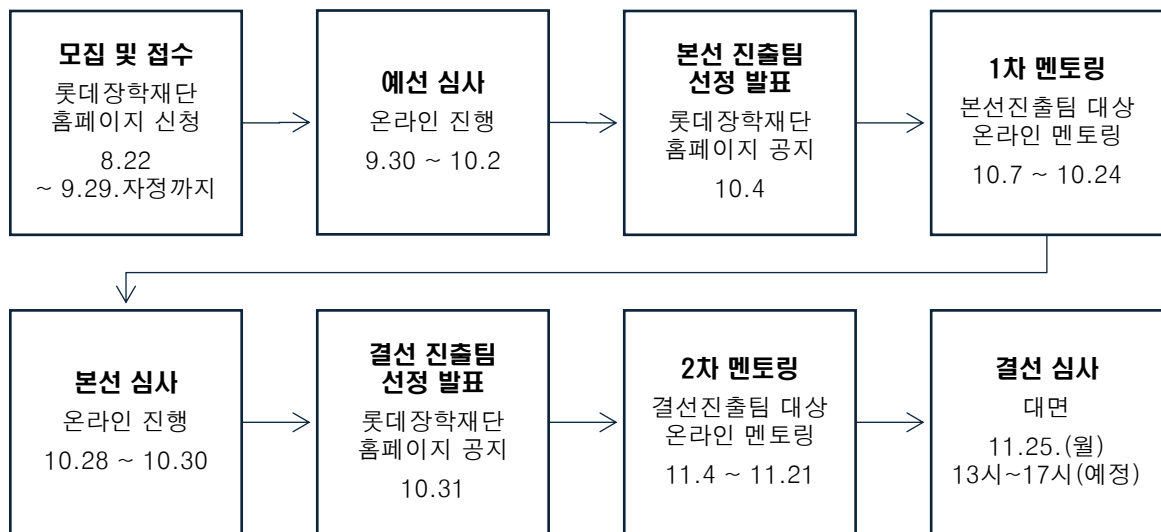 모집 및 접수
롯데장학재단
홈페이지 신청
8.22
~ 9.29.자정까지
예선 심사
온라인 진행
9.30 ~ 10.2
본선 진출팀
선정 발표
롯데장학재단
홈페이지 공지
10.4
1차 멘토링
본선진출팀 대상
온라인 멘토링
10.7 ~ 10.24
본선 심사
온라인 진행
10.28 ~ 10.30
결선 진출팀
선정 발표
롯데장학재단
홈페이지 공지
10.31
2차 멘토링
결선진출팀 대상
온라인 멘토링
11.4 ~ 11.21
결선 심사
대면
11.25.(월)
13시~17시(예정)